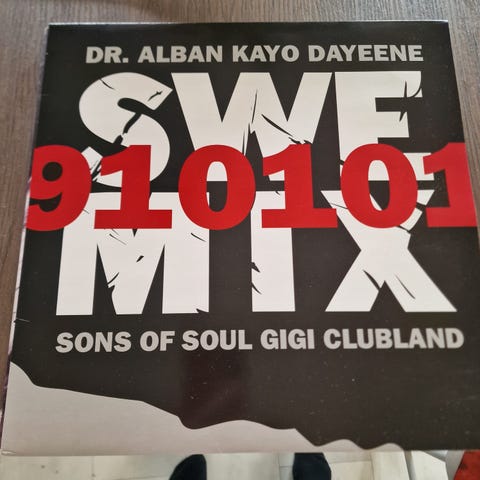 DR. ALBAN KAYO DAYEENE
SWE
910101
MIX
SONS OF SOUL GIGI CLUBLAND